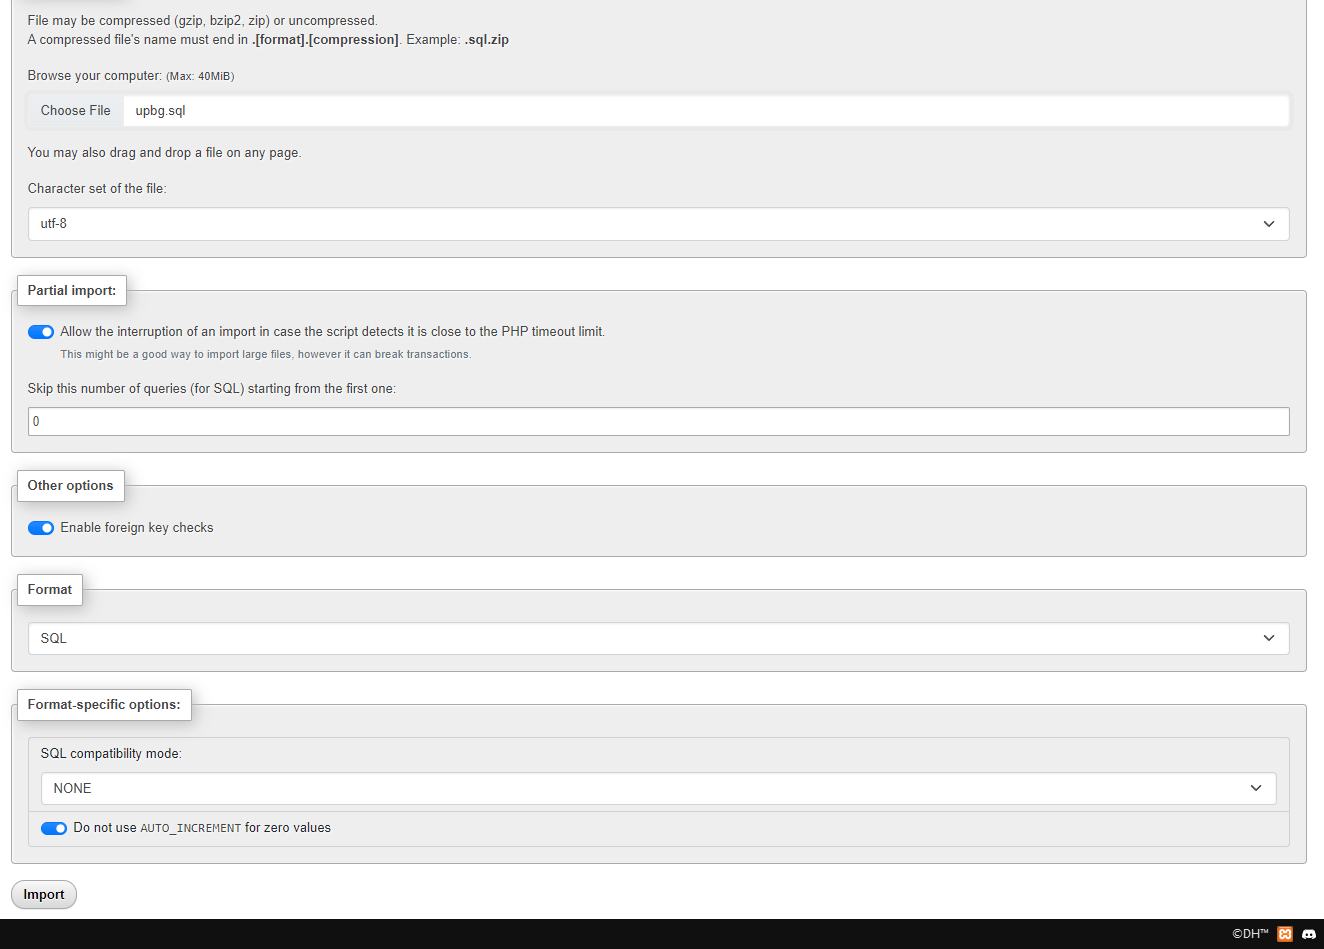 File may be compressed (gzip, bzip2, zip) or uncompressed.
A compressed file's name must end in .[format].[compression]. Example: .sql.zip
Browse your computer: (Max: 40MiB)
Choose File upbg.sql
You may also drag and drop a file on any page.
Character set of the file:
utf-8
Partial import:
Allow the interruption of an import in case the script detects it is close to the PHP timeout limit.
This might be a good way to import large files, however it can break transactions.
Skip this number of queries (for SQL) starting from the first one:
0
Other options
Enable foreign key checks
Format
SQL
Format-specific options:
SQL compatibility mode:
NONE
Do not use AUTO_INCREMENT for zero values
Import
©DH™